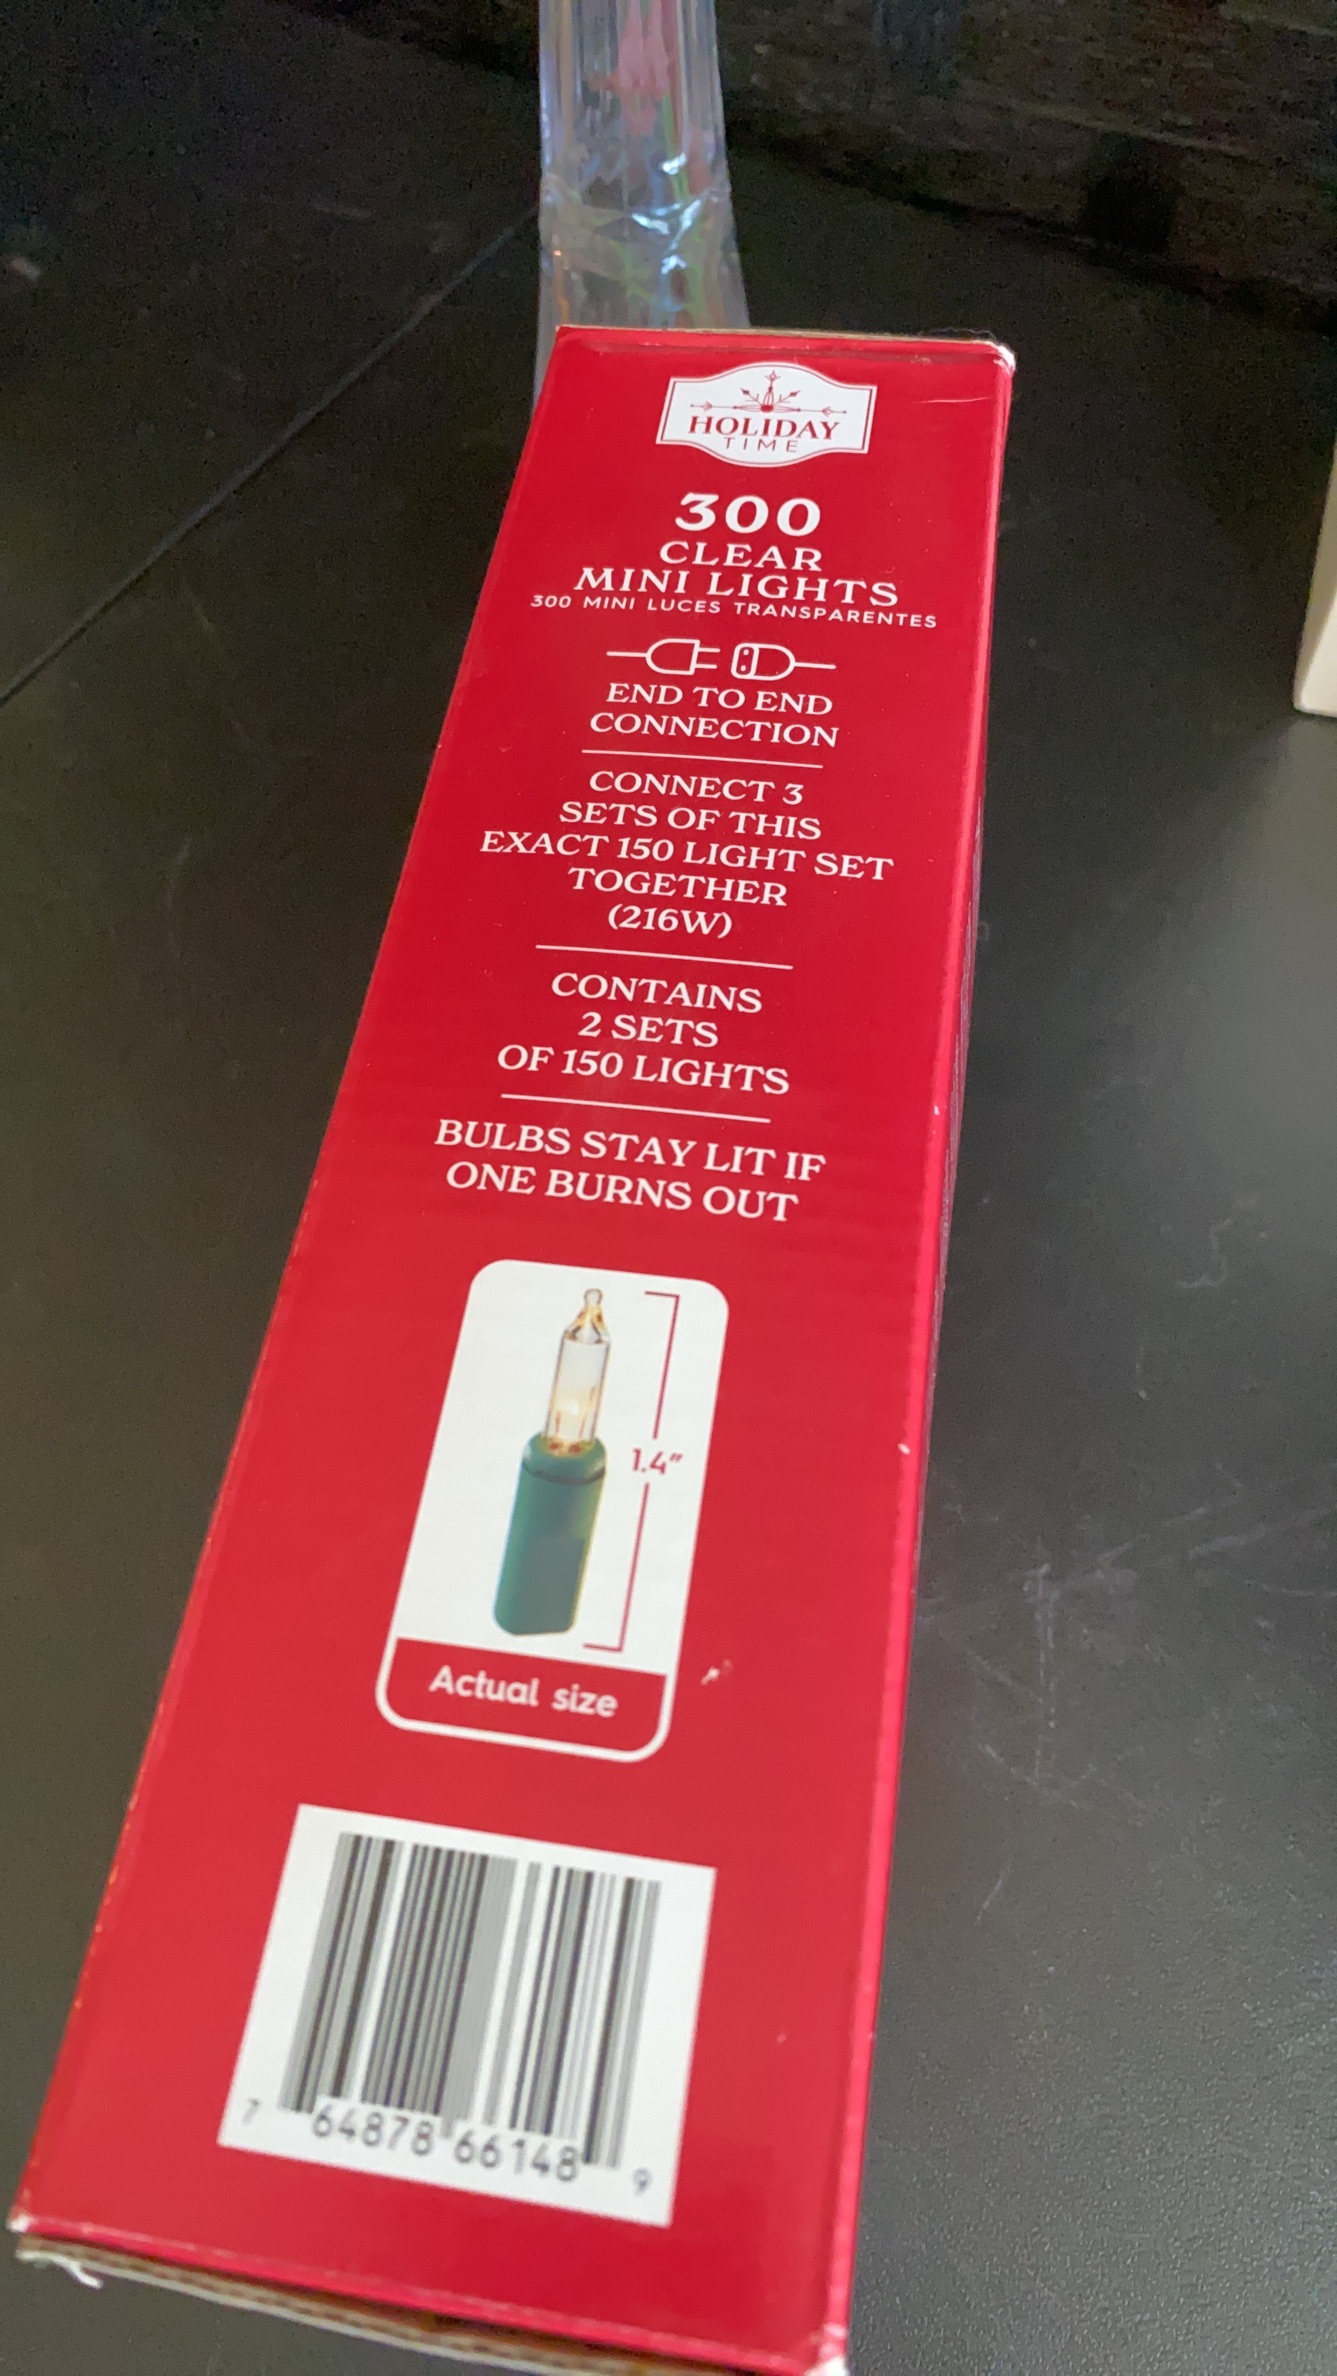 HOLIDAY
TIME
300
CLEAR
MINI LIGHTS
300 MINI LUCES TRANSPARENTES
END TO END
CONNECTION
CONNECT 3
SETS OF THIS
EXACT 150 LIGHT SET
TOGETHER
(216W)
CONTAINS
2 SETS
OF 150 LIGHTS
BULBS STAY LIT IF
ONE BURNS OUT
1.4"
Actual size
7 64878 66148 9